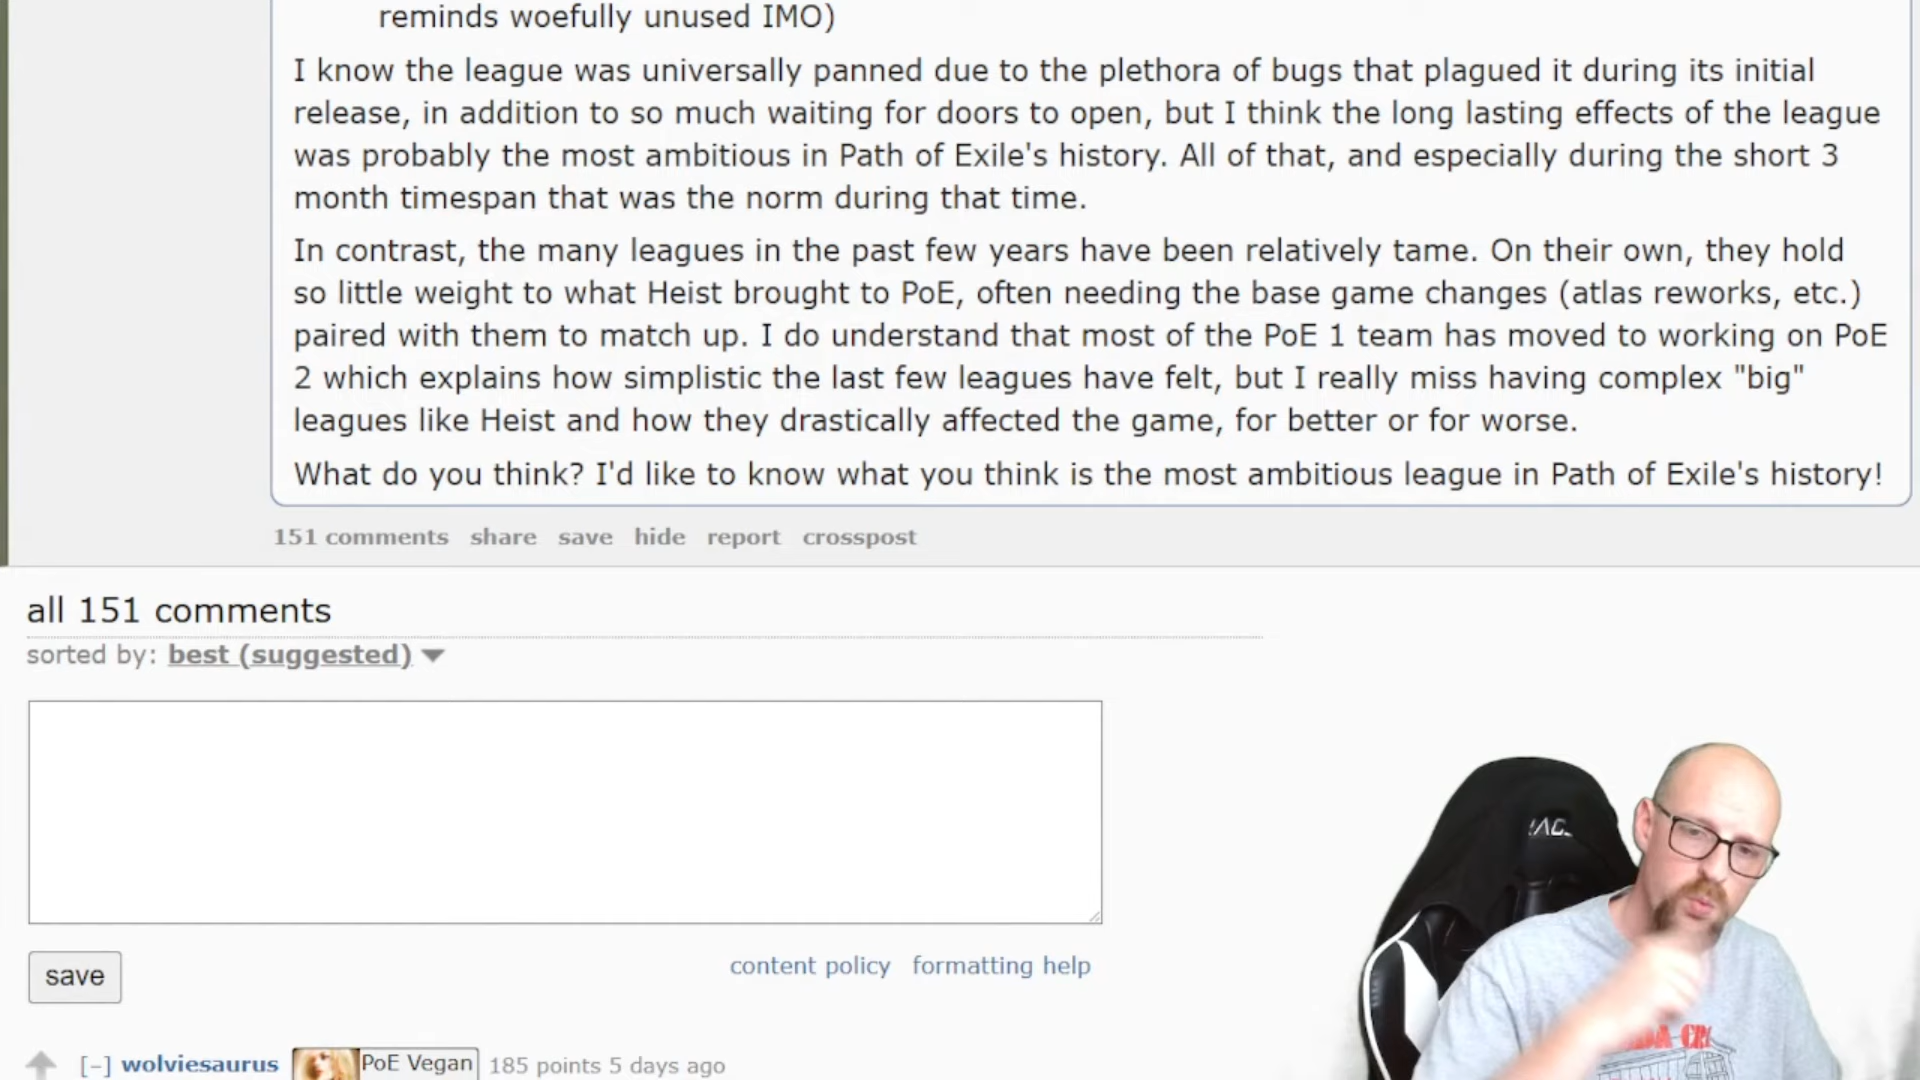 reminds woefully unused IMO)
I know the league was universally panned due to the plethora of bugs that plagued it during its initial
release, in addition to so much waiting for doors to open, but I think the long lasting effects of the league
was probably the most ambitious in Path of Exile's history. All of that, and especially during the short 3
month timespan that was the norm during that time.
In contrast, the many leagues in the past few years have been relatively tame. On their own, they hold
so little weight to what Heist brought to PoE, often needing the base game changes (atlas reworks, etc.)
paired with them to match up. I do understand that most of the PoE 1 team has moved to working on PoE
2 which explains how simplistic the last few leagues have felt, but I really miss having complex "big"
leagues like Heist and how they drastically affected the game, for better or for worse.
What do you think? I'd like to know what you think is the most ambitious league in Path of Exile's history!
151 comments share save hide report crosspost
all 151 comments
sorted by: best (suggested)
save
content policy formatting help
[–] wolviesaurus PoE Vegan 185 points 5 days ago